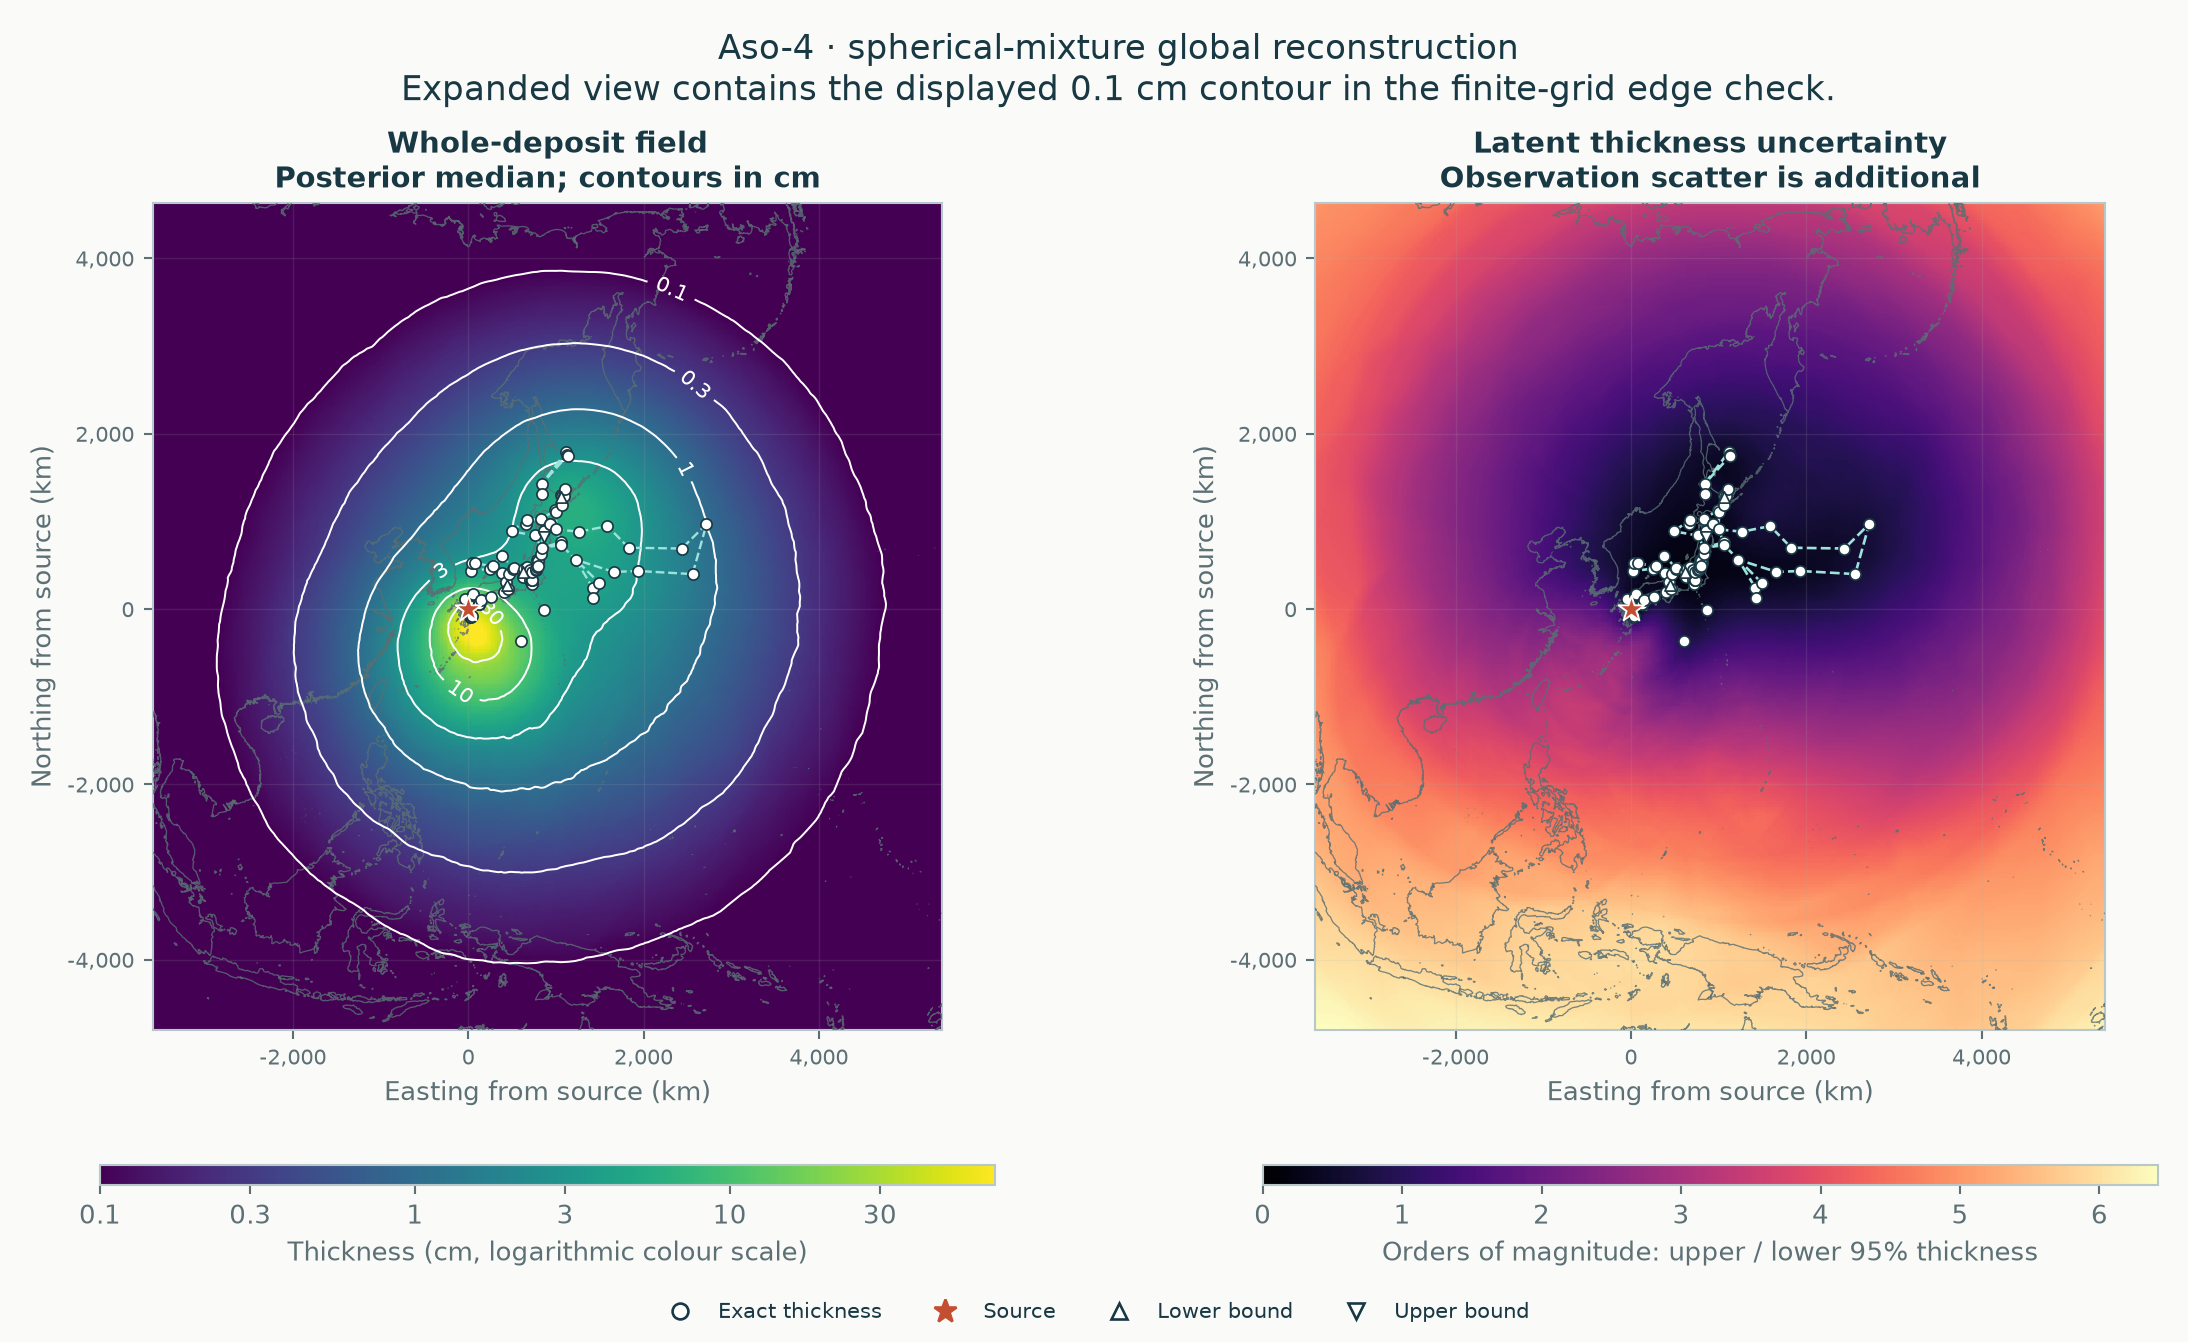 Aso-4 · spherical-mixture global reconstruction
Expanded view contains the displayed 0.1 cm contour in the finite-grid edge check.
Whole-deposit field
Posterior median; contours in cm
Northing from source (km)
4,000
2,000
0
-2,000
-4,000
0.1
0.3
1
3
30
10
-2,000
0
2,000
4,000
Easting from source (km)
0.1
0.3
1
3
10
30
Thickness (cm, logarithmic colour scale)
Latent thickness uncertainty
Observation scatter is additional
Northing from source (km)
4,000
2,000
0
-2,000
-4,000
-2,000
0
2,000
4,000
Easting from source (km)
0
1
2
3
4
5
6
Orders of magnitude: upper / lower 95% thickness
Exact thickness
Source
Lower bound
Upper bound